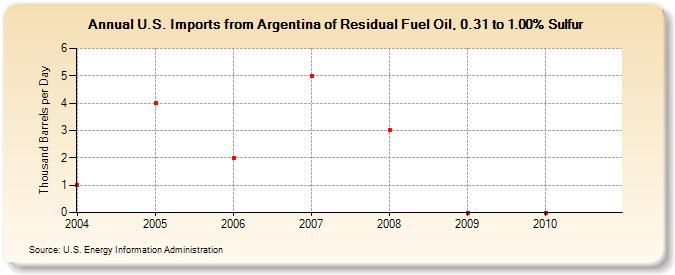 Annual U.S. Imports from Argentina of Residual Fuel Oil, 0.31 to 1.00% Sulfur
Thousand Barrels per Day
6
5
4
3
2
1
0
2004 2005 2006 2007 2008 2009 2010
Source: U.S. Energy Information Administration